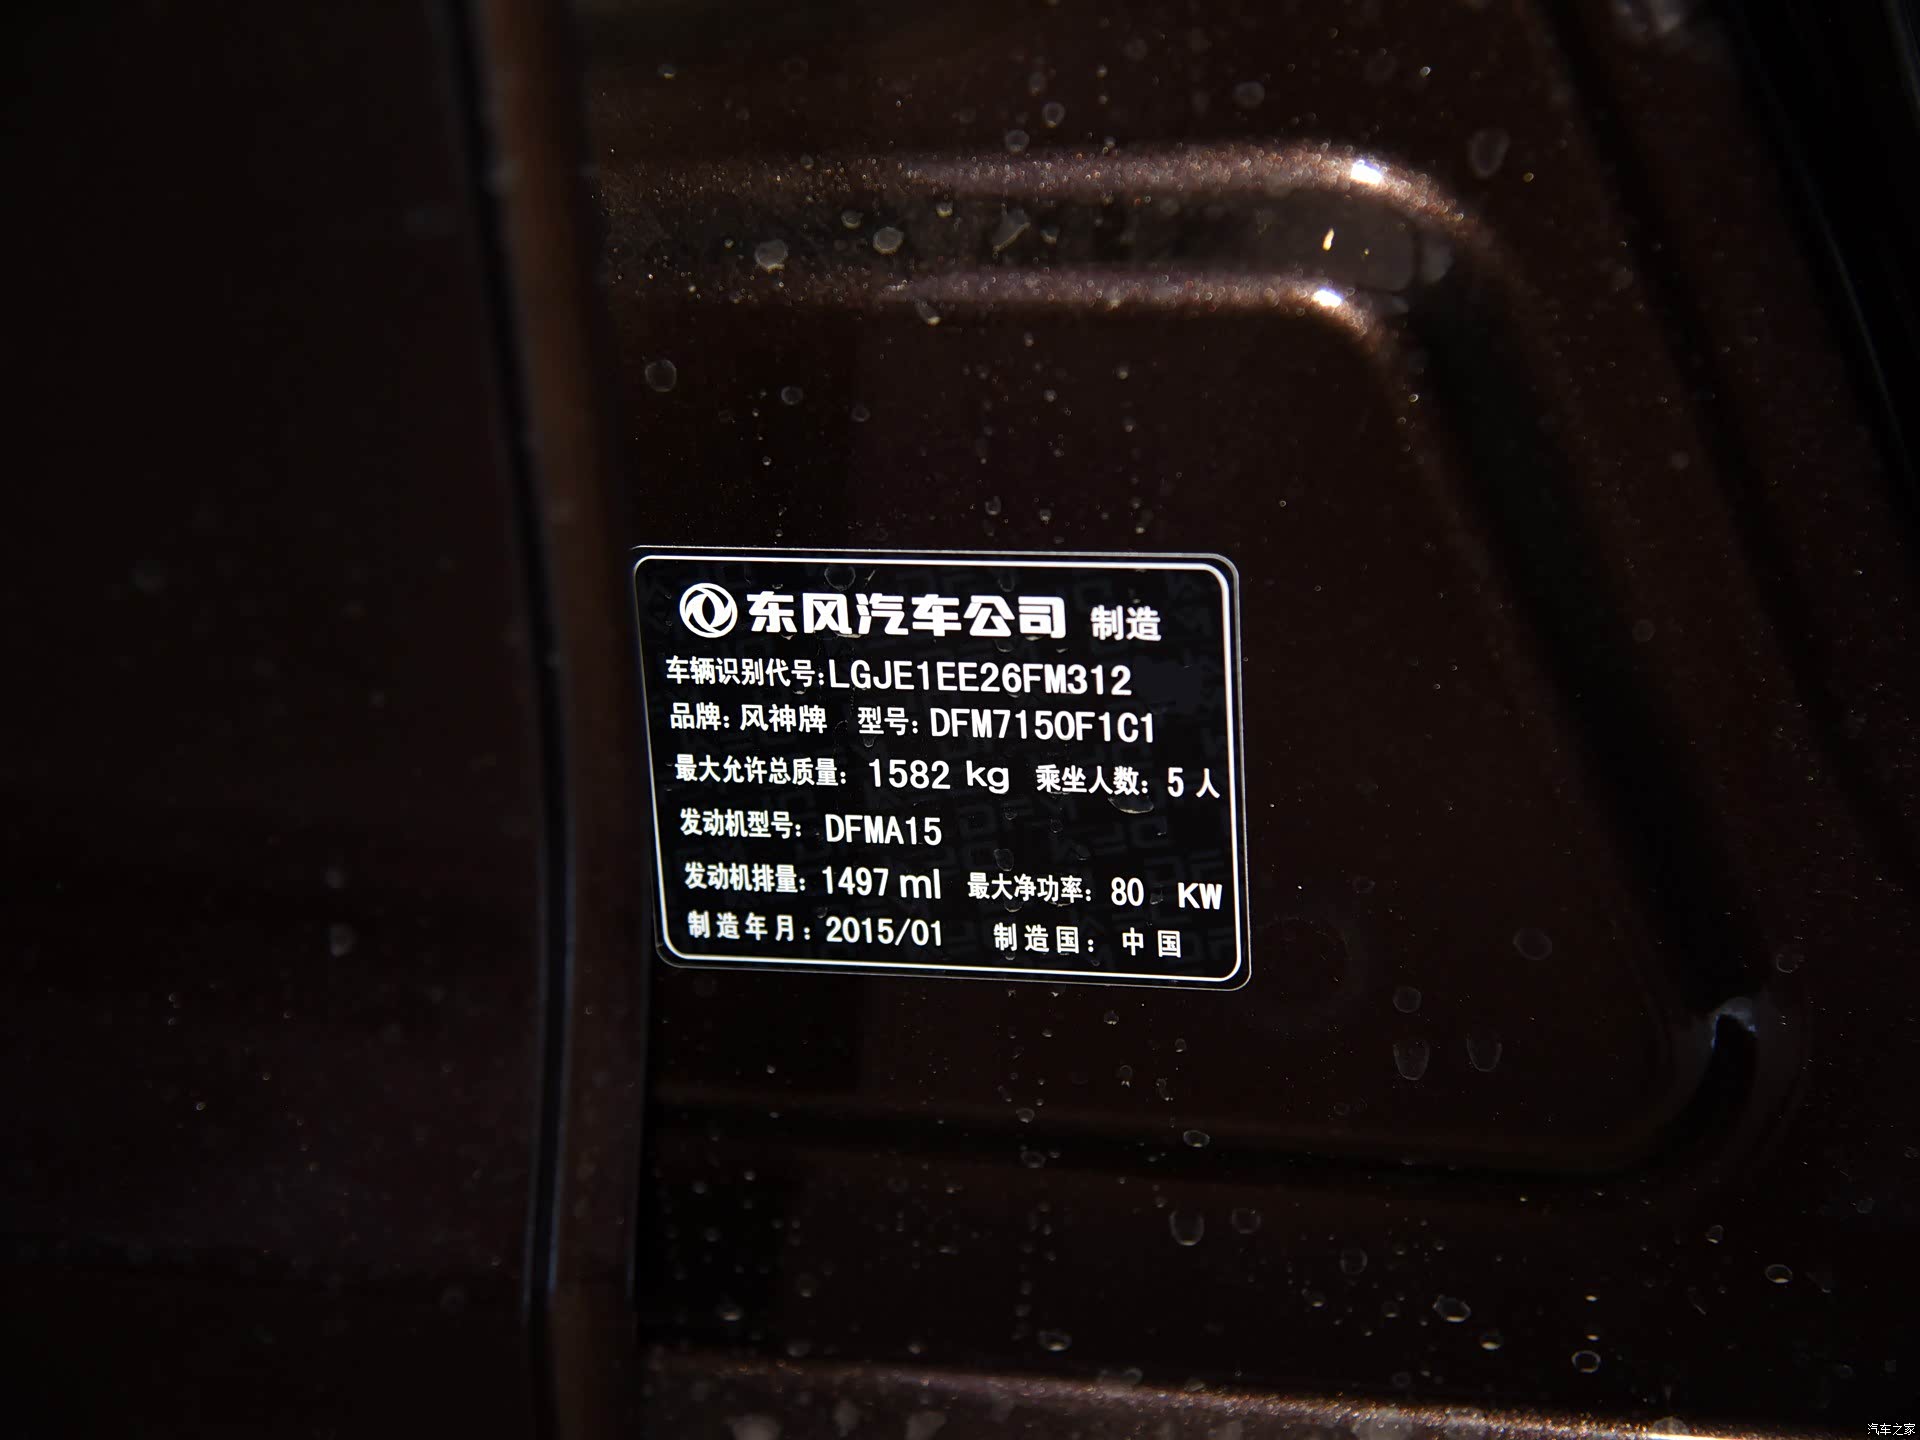 东风汽车公司 制造
车辆识别代号:LGJE1EE26FM312
品牌: 风神牌 型号: DFM7150F1C1
最大允许总质量: 1582 kg 乘坐人数: 5 人
发动机型号: DFMA15
发动机排量: 1497 ml 最大净功率: 80 KW
制造年月: 2015/01 制造国: 中国
汽车之家